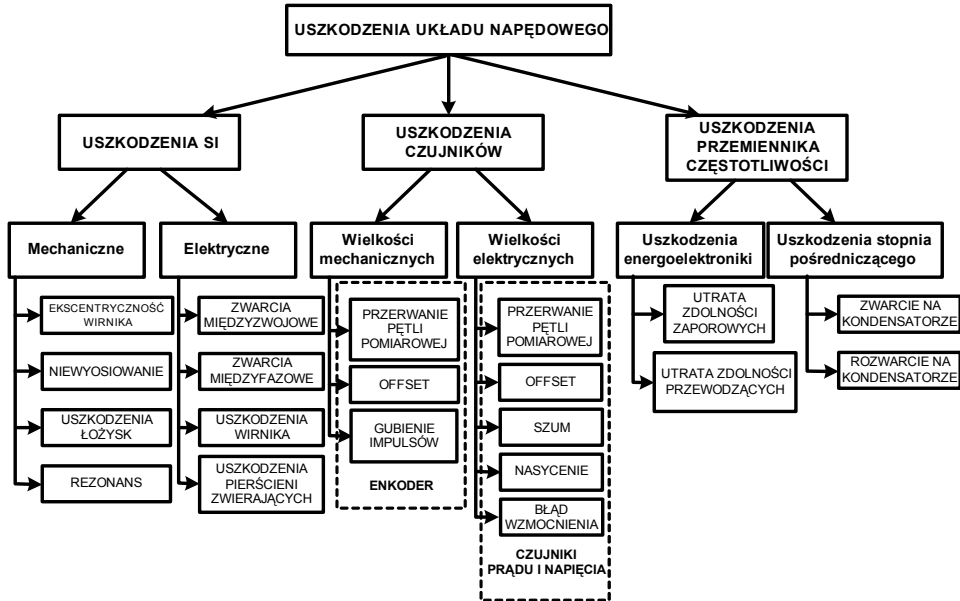 USZKODZENIA UKŁADU NAPĘDOWEGO
USZKODZENIA SI
USZKODZENIA
CZUJNIKÓW
USZKODZENIA
PRZEMIENNIKA
CZĘSTOTLIWOŚCI
Mechaniczne
Elektryczne
Wielkości
mechanicznych
Wielkości
elektrycznych
Uszkodzenia
energoelektroniki
Uszkodzenia stopnia
pośredniczącego
EKSCENTRYCZNOŚĆ
WIRNIKA
NIEWYOSIOWANIE
USZKODZENIA
ŁOŻYSK
REZONANS
ZWARCIA
MIĘDZYZWOJOWE
ZWARCIA
MIĘDZYFAZOWE
USZKODZENIA
WIRNIKA
USZKODZENIA
PIERŚCIENI
ZWIERAJĄCYCH
PRZERWANIE
PĘTLI
POMIAROWEJ
OFFSET
GUBIENIE
IMPULSÓW
ENKODER
PRZERWANIE
PĘTLI
POMIAROWEJ
OFFSET
SZUM
NASYCENIE
BŁĄD
WZMOCNIENIA
CZUJNIKI
PRĄDU I NAPIĘCIA
UTRATA
ZDOLNOŚCI
ZAPOROWYCH
UTRATA ZDOLNOŚCI
PRZEWODZĄCYCH
ZWARCIE NA
KONDENSATORZE
ROZWARCIE NA
KONDENSATORZE